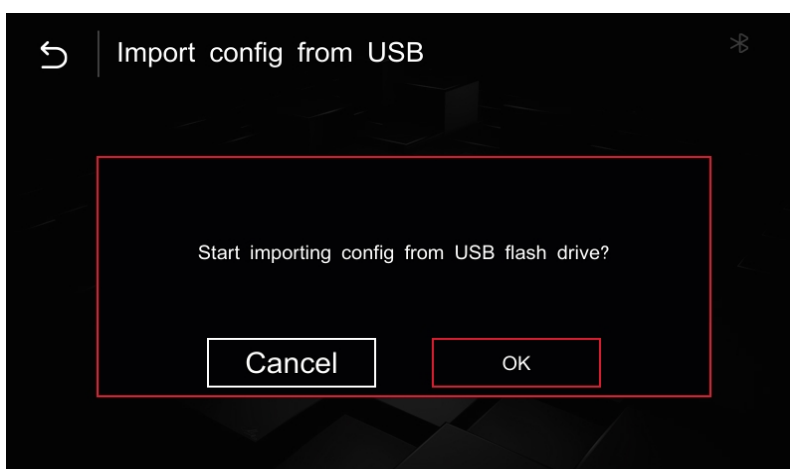 Import config from USB
Start importing config from USB flash drive?
Cancel
OK